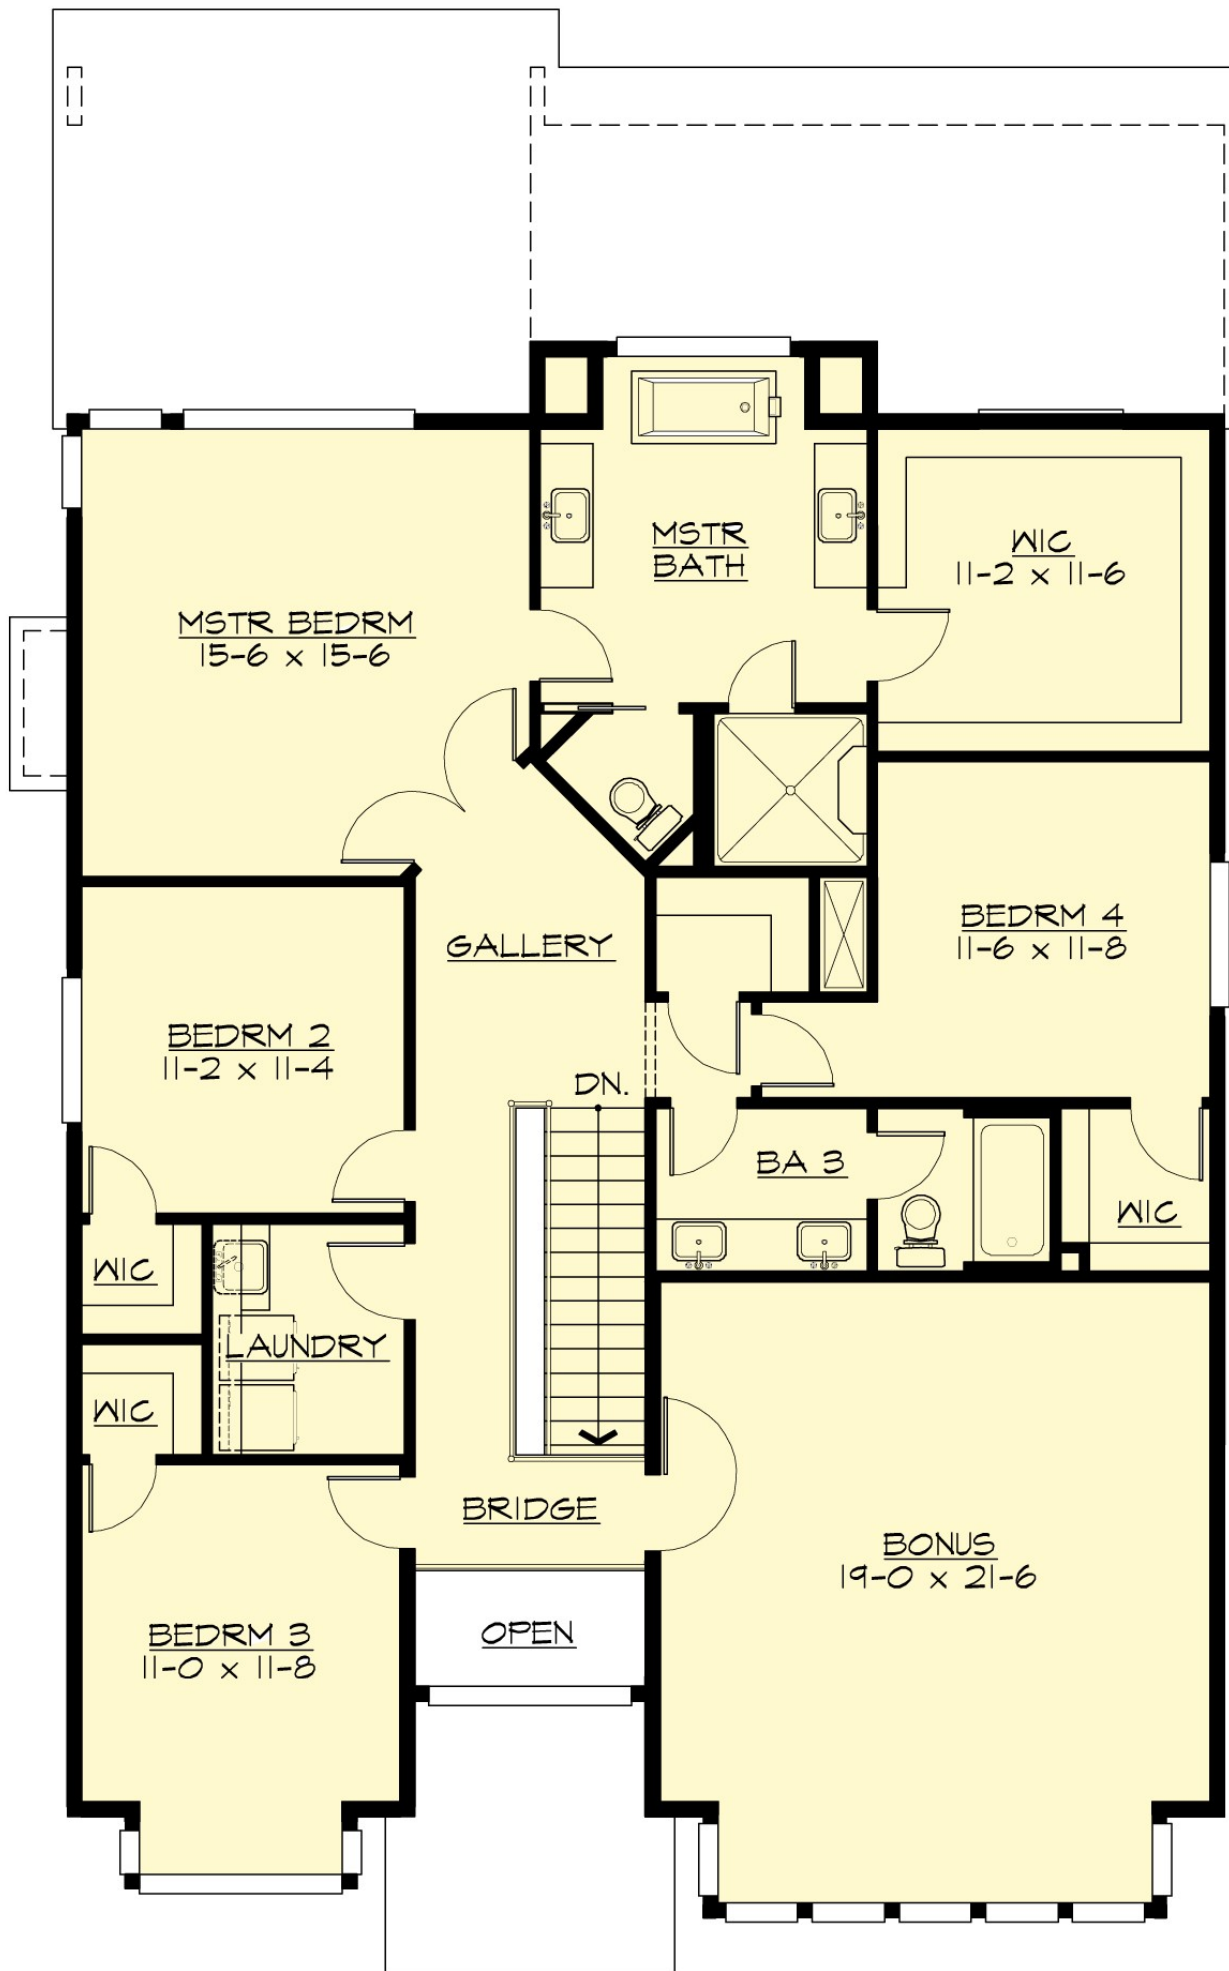 MSTR
BATH
WIC
11-2 x 11-6
MSTR BEDRM
15-6 x 15-6
GALLERY
BEDRM 4
11-6 x 11-8
BEDRM 2
11-2 x 11-4
DN.
BA 3
WIC
WIC
LAUNDRY
WIC
BRIDGE
BONUS
19-0 x 21-6
OPEN
BEDRM 3
11-0 x 11-8